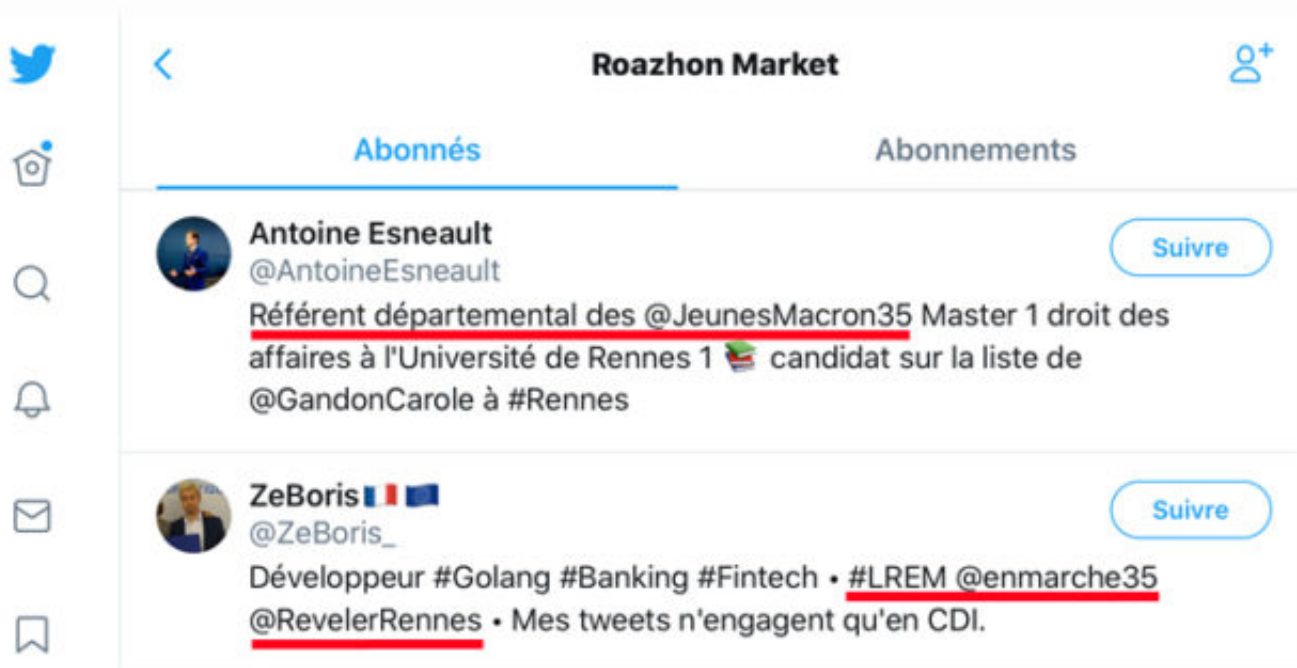 Roazhon Market
Abonnés Abonnements
Antoine Esneault
Suivre
@AntoineEsneault
Référent départemental des @JeunesMacron35 Master 1 droit des
affaires à l'Université de Rennes 1 📚 candidat sur la liste de
@GandonCarole à #Rennes
ZeBoris🇫🇷🇪🇺
Suivre
@ZeBoris_
Développeur #Golang #Banking #Fintech • #LREM @enmarche35
@RevelerRennes • Mes tweets n'engagent qu'en CDI.